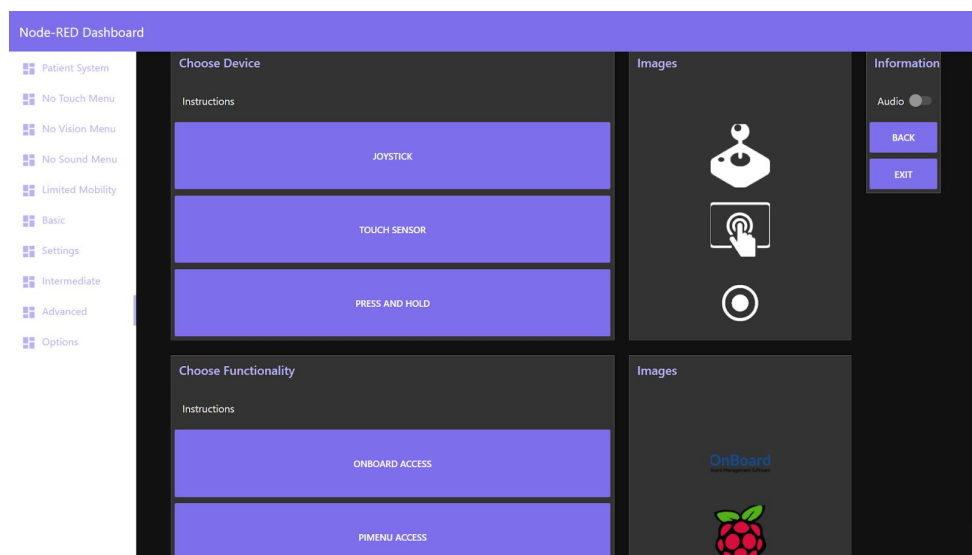 Node-RED Dashboard
Patient System
No Touch Menu
No Vision Menu
No Sound Menu
Limited Mobility
Basic
Settings
Intermediate
Advanced
Options
Choose Device
Instructions
JOYSTICK
TOUCH SENSOR
PRESS AND HOLD
Images
Information
Audio
BACK
EXIT
Choose Functionality
Instructions
ONBOARD ACCESS
PIMENU ACCESS
Images
OnBoard